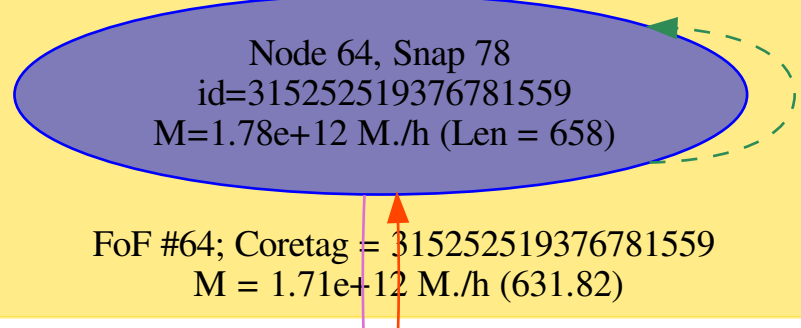 Node 64, Snap 78
id=315252519376781559
M=1.78e+12 M./h (Len = 658)
FoF #64; Coretag = 315252519376781559
M = 1.71e+12 M./h (631.82)